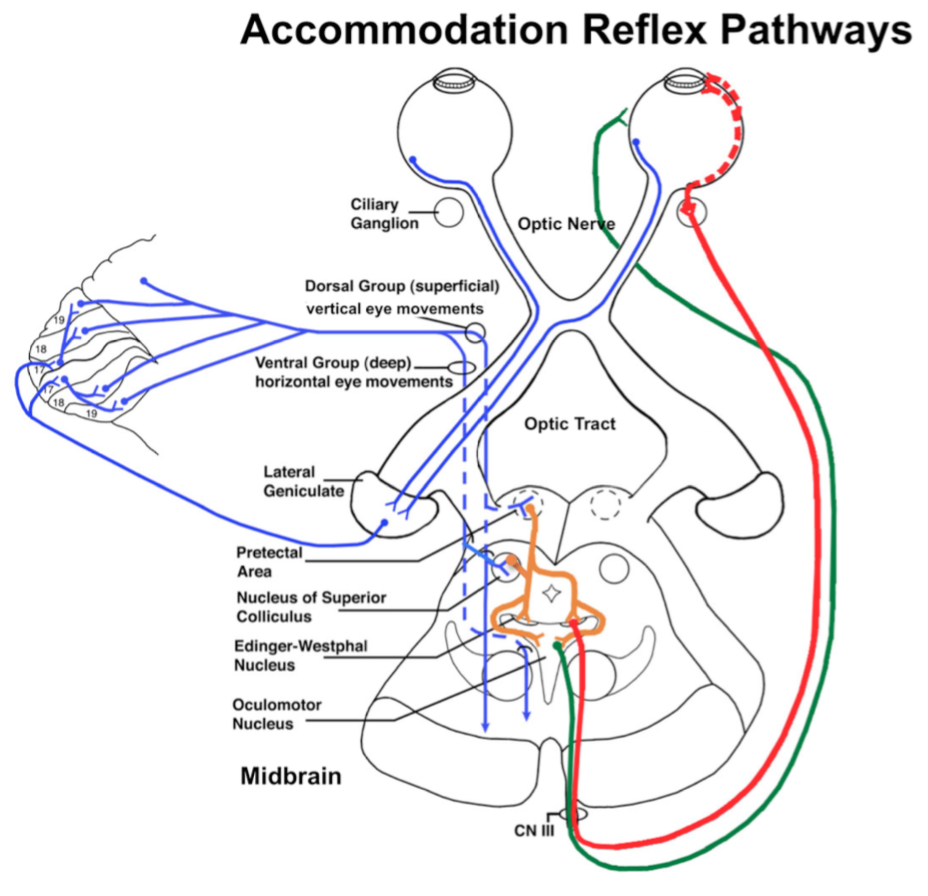 Accommodation Reflex Pathways
Ciliary
Ganglion
Optic Nerve
Dorsal Group (superficial)
vertical eye movements
19
18
17
17
18
19
Ventral Group (deep)
horizontal eye movements
Optic Tract
Lateral
Geniculate
Pretectal
Area
Nucleus of Superior
Colliculus
Edinger-Westphal
Nucleus
Oculomotor
Nucleus
Midbrain
CN III